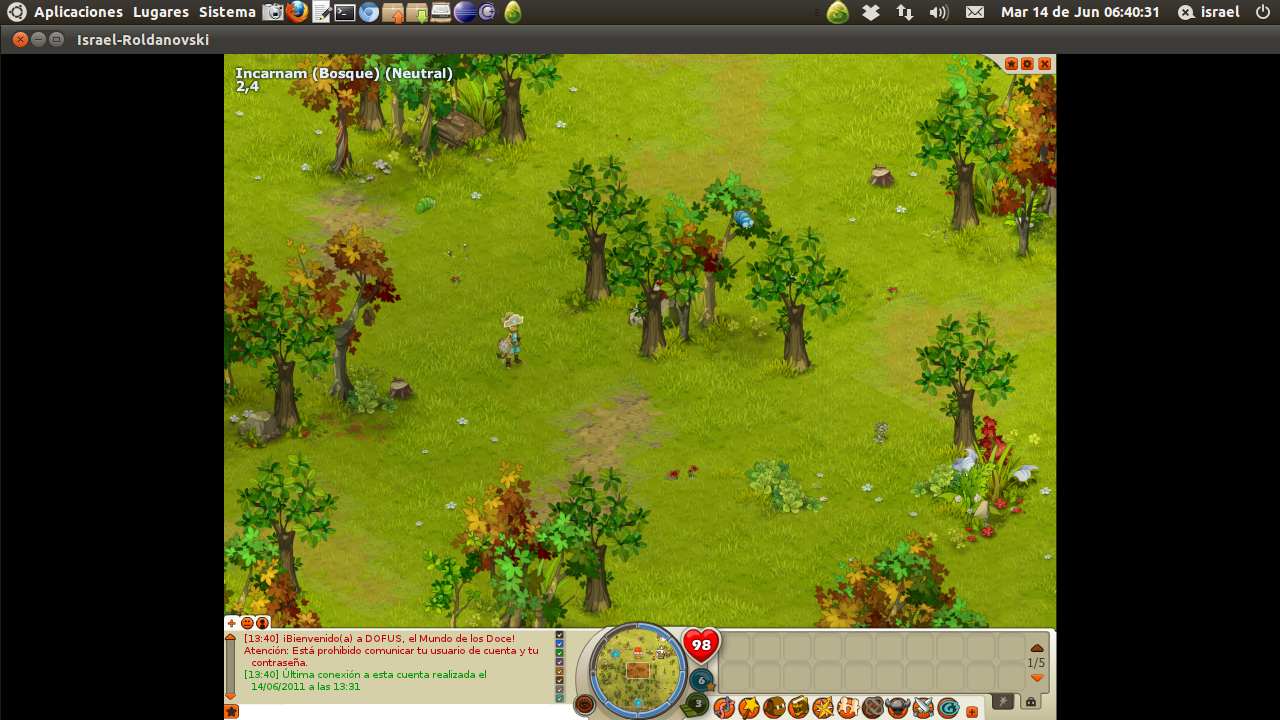 Aplicaciones Lugares Sistema
Mar 14 de Jun 06:40:31 israel
Israel-Roldanovski
Incarnam (Bosque) (Neutral)
2,4
[13:40] ¡Bienvenido(a) a DOFUS, el Mundo de los Doce!
Atención: Está prohibido comunicar tu usuario de cuenta y tu
contraseña.
[13:40] Última conexión a esta cuenta realizada el
14/06/2011 a las 13:31
98
6
3
1/5